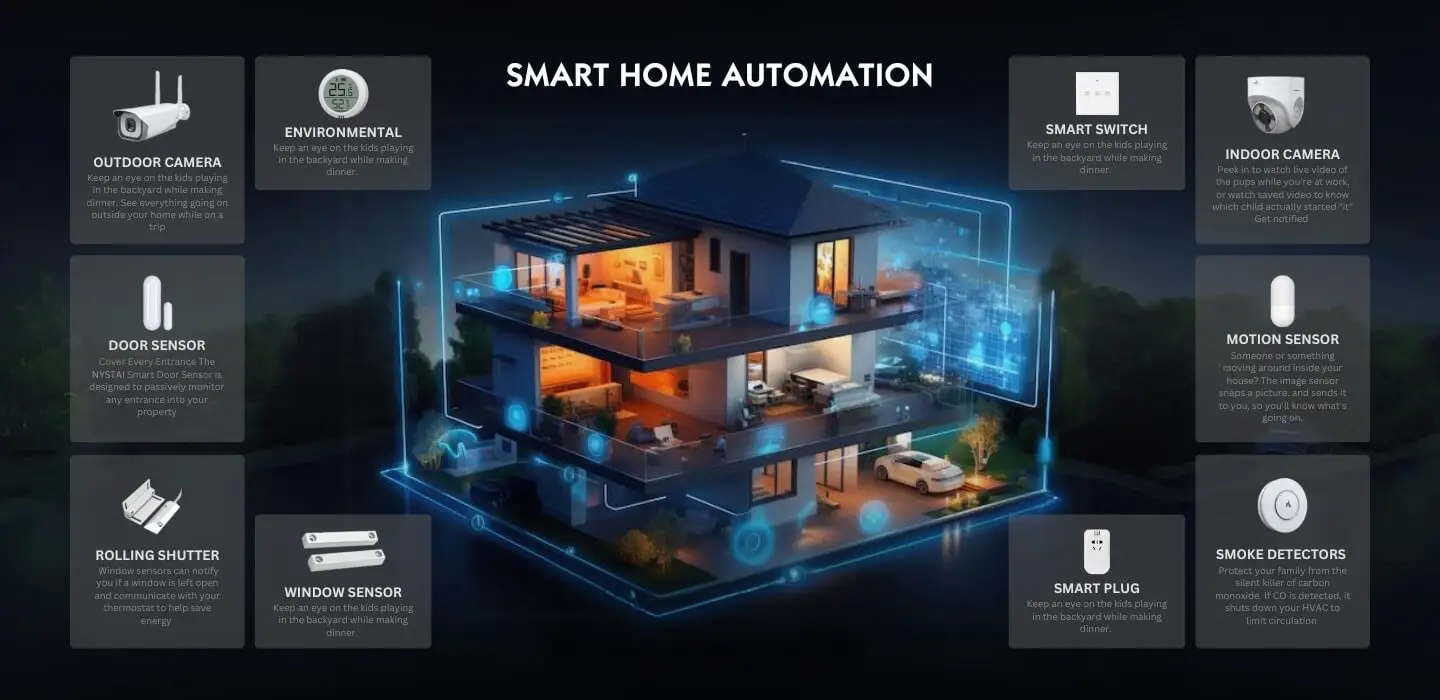 SMART HOME AUTOMATION
OUTDOOR CAMERA
Keep an eye on the kids playing
in the backyard while making
dinner. See everything going on
outside your home while on a
trip
ENVIRONMENTAL
Keep an eye on the kids playing
in the backyard while making
dinner.
SMART SWITCH
Keep an eye on the kids playing
in the backyard while making
dinner.
INDOOR CAMERA
Peek in to watch live video of
the pups while you're at work,
or watch saved video to know
which child actually started "it"
Get notified
DOOR SENSOR
Cover Every Entrance The
NYSTAI Smart Door Sensor is
designed to passively monitor
any entrance into your
property
MOTION SENSOR
Someone or something
moving around inside your
house? The image sensor
snaps a picture. and sends it
to you, so you'll know what's
going on.
ROLLING SHUTTER
Window sensors can notify
you if a window is left open
and communicate with your
thermostat to help save
energy
WINDOW SENSOR
Keep an eye on the kids playing
in the backyard while making
dinner.
SMART PLUG
Keep an eye on the kids playing
in the backyard while making
dinner.
SMOKE DETECTORS
Protect your family from the
silent killer of carbon
monoxide. If CO is detected, it
shuts down your HVAC to
limit circulation